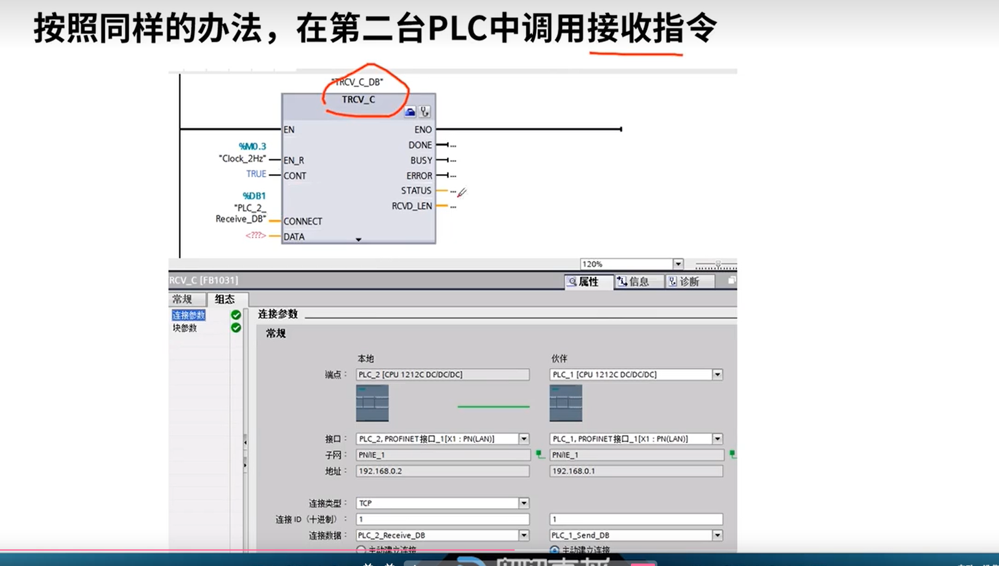 按照同样的办法，在第二台PLC中调用接收指令
"TRCV_C_DB"
TRCV_C
EN ENO
%M0.3 DONE
"Clock_2Hz" EN_R BUSY
TRUE CONT ERROR
%DB1 STATUS
"PLC_2_ RCVD_LEN
Receive_DB" CONNECT
<???> DATA
120%
RCV_C [FB1031] 属性 信息 诊断
常规 组态
连接参数 连接参数
块参数 常规
本地 伙伴
端点： PLC_2 [CPU 1212C DC/DC/DC] PLC_1 [CPU 1212C DC/DC/DC]
接口： PLC_2, PROFINET接口_1[X1 : PN(LAN)] PLC_1, PROFINET接口_1[X1 : PN(LAN)]
子网： PN/IE_1 PN/IE_1
地址： 192.168.0.2 192.168.0.1
连接类型： TCP
连接 ID（十进制）： 1 1
连接数据： PLC_2_Receive_DB PLC_1_Send_DB
主动建立连接 主动建立连接